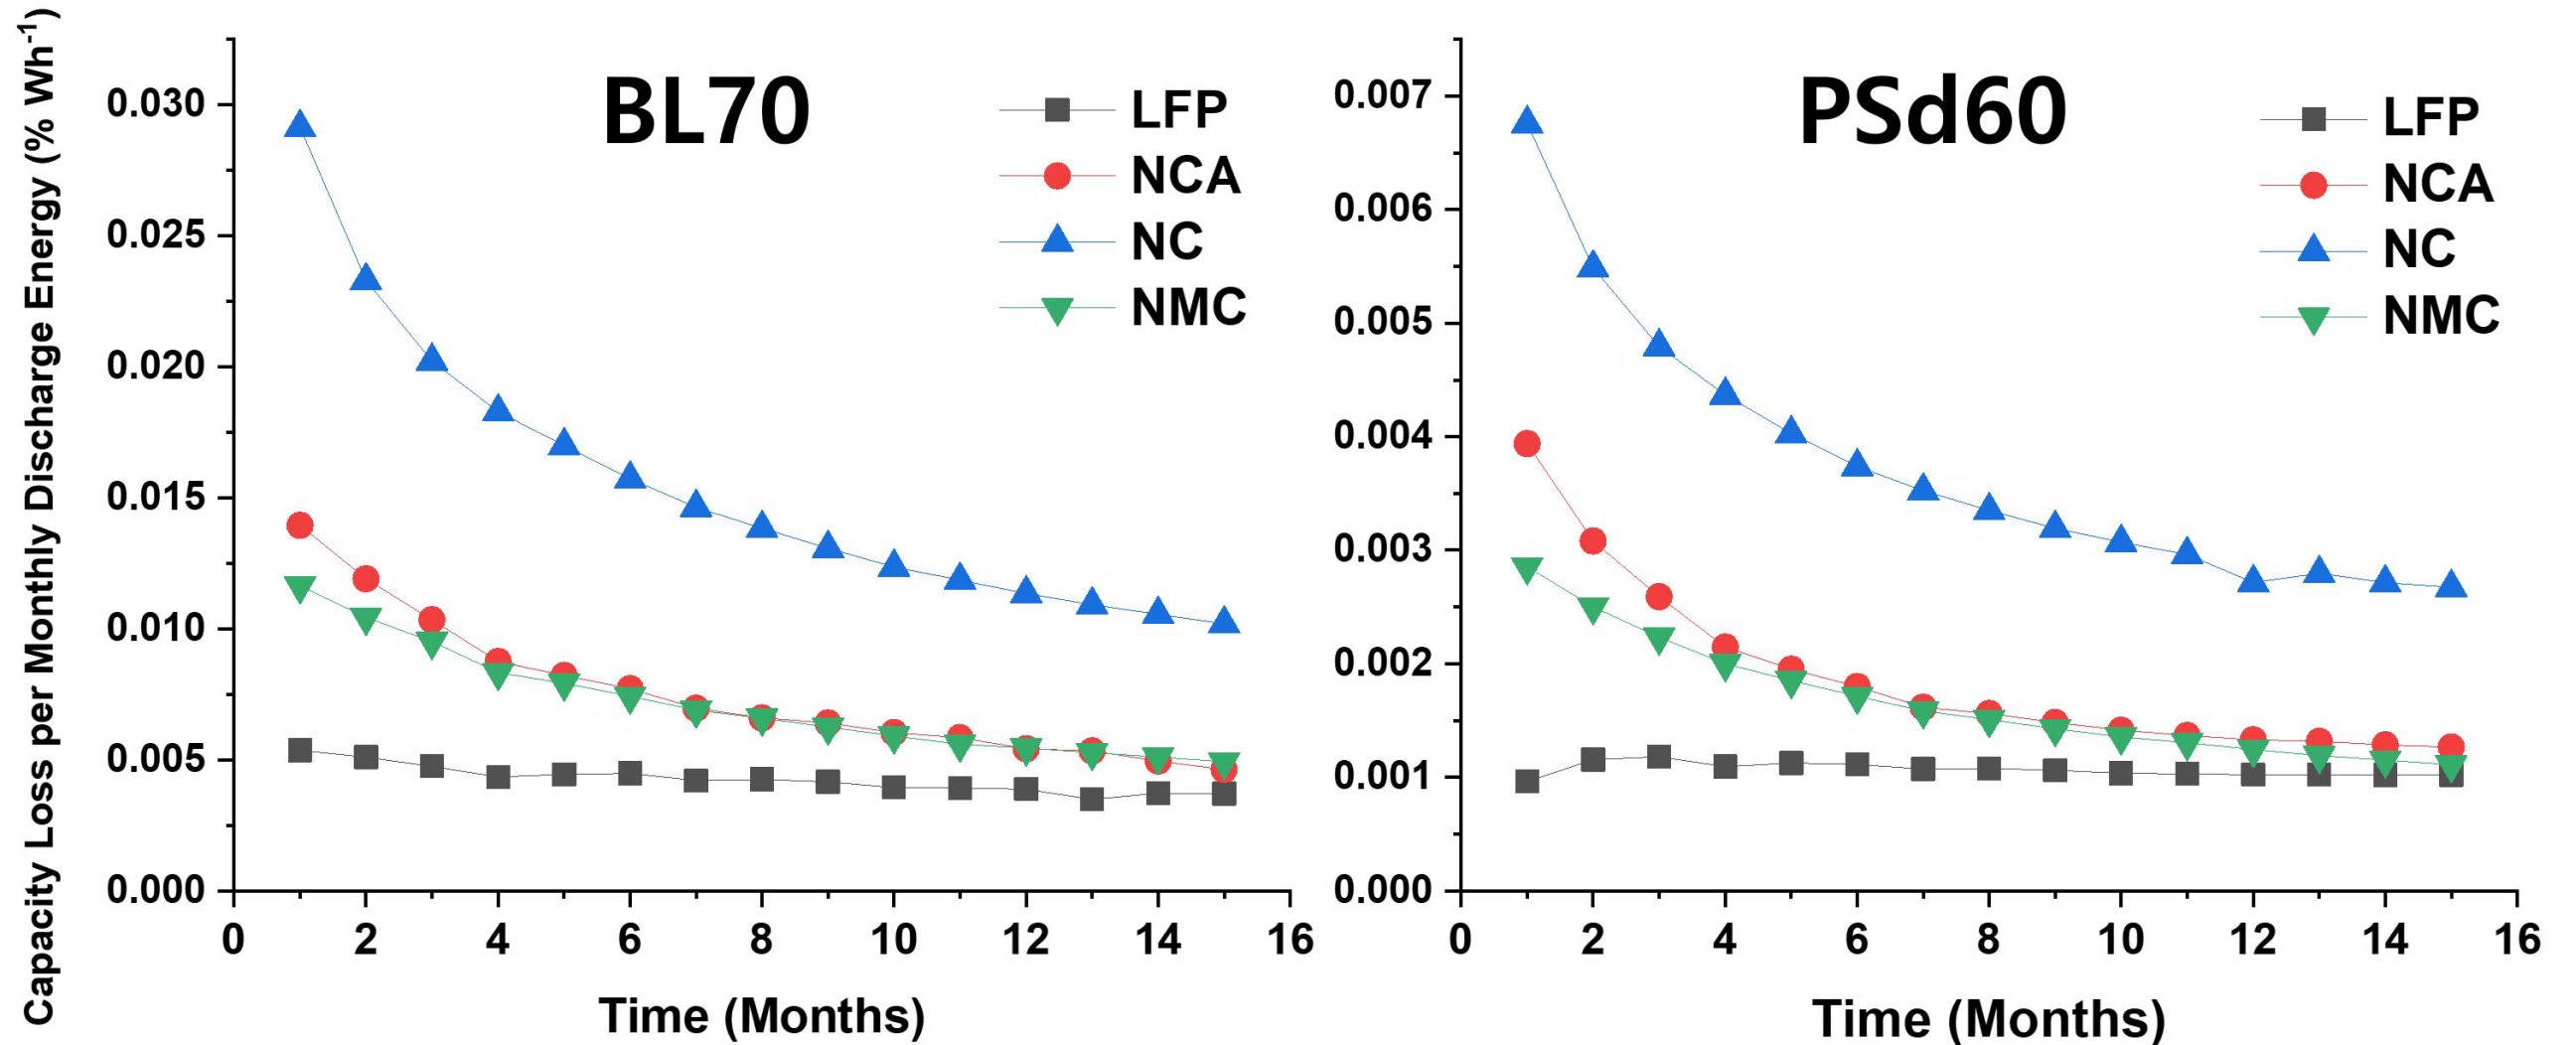 Capacity Loss per Monthly Discharge Energy (% Wh⁻¹)
BL70
LFP
NCA
NC
NMC
0.030
0.025
0.020
0.015
0.010
0.005
0.000
0 2 4 6 8 10 12 14 16
Time (Months)
PSd60
LFP
NCA
NC
NMC
0.007
0.006
0.005
0.004
0.003
0.002
0.001
0.000
0 2 4 6 8 10 12 14 16
Time (Months)